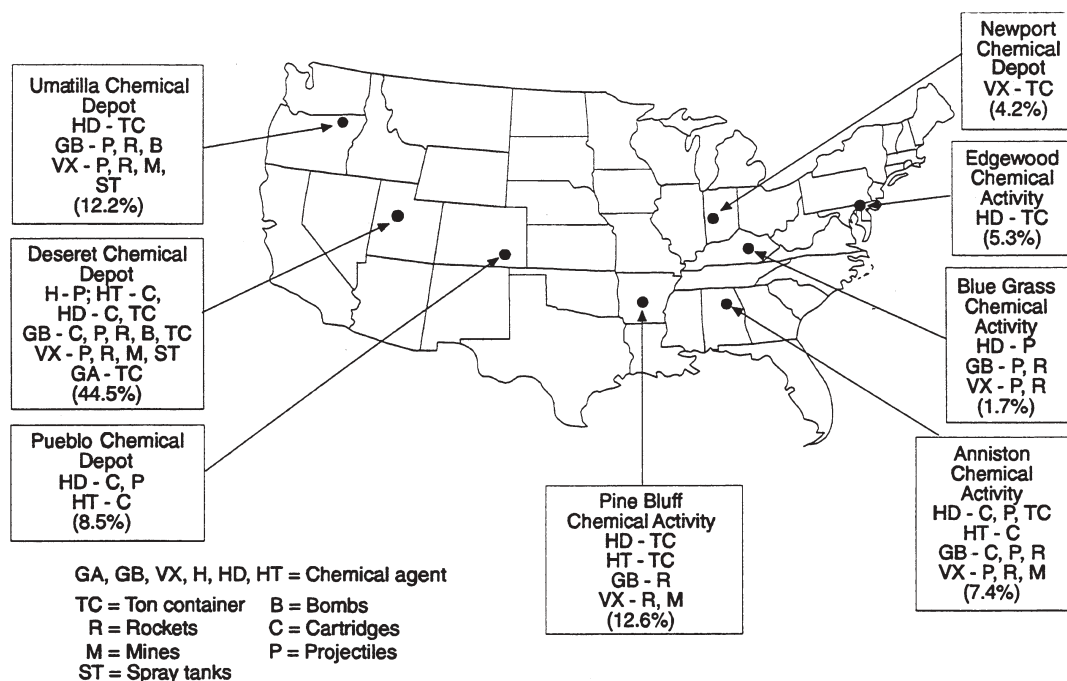 Newport
Chemical
Depot
VX - TC
(4.2%)
Umatilla Chemical
Depot
HD - TC
GB - P, R, B
VX - P, R, M,
ST
(12.2%)
Edgewood
Chemical
Activity
HD - TC
(5.3%)
Deseret Chemical
Depot
H - P; HT - C,
HD - C, TC
GB - C, P, R, B, TC
VX - P, R, M, ST
GA - TC
(44.5%)
Blue Grass
Chemical
Activity
HD - P
GB - P, R
VX - P, R
(1.7%)
Pueblo Chemical
Depot
HD - C, P
HT - C
(8.5%)
Pine Bluff
Chemical Activity
HD - TC
HT - TC
GB - R
VX - R, M
(12.6%)
Anniston
Chemical
Activity
HD - C, P, TC
HT - C
GB - C, P, R
VX - P, R, M
(7.4%)
GA, GB, VX, H, HD, HT = Chemical agent
TC = Ton container B = Bombs
R = Rockets C = Cartridges
M = Mines P = Projectiles
ST = Spray tanks